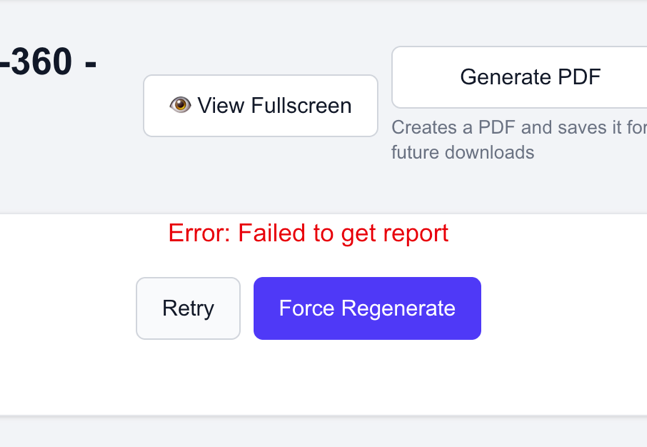 -360 -
👁️ View Fullscreen
Generate PDF
Creates a PDF and saves it for
future downloads
Error: Failed to get report
Retry
Force Regenerate